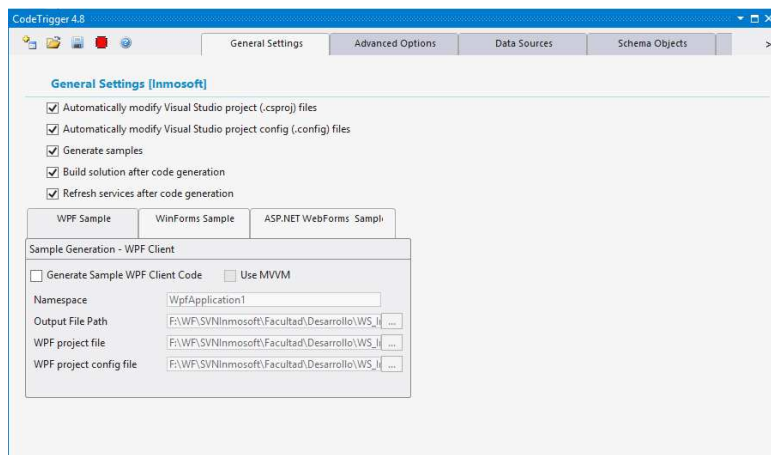 CodeTrigger 4.8
General Settings
Advanced Options
Data Sources
Schema Objects
General Settings [Inmosoft]
Automatically modify Visual Studio project (.csproj) files
Automatically modify Visual Studio project config (.config) files
Generate samples
Build solution after code generation
Refresh services after code generation
WPF Sample
WinForms Sample
ASP.NET WebForms Sample
Sample Generation - WPF Client
Generate Sample WPF Client Code
Use MVVM
Namespace
WpfApplication1
Output File Path
F:\WF\SVNInmosoft\Facultad\Desarrollo\WS_I
...
WPF project file
F:\WF\SVNInmosoft\Facultad\Desarrollo\WS_I
...
WPF project config file
F:\WF\SVNInmosoft\Facultad\Desarrollo\WS_I
...